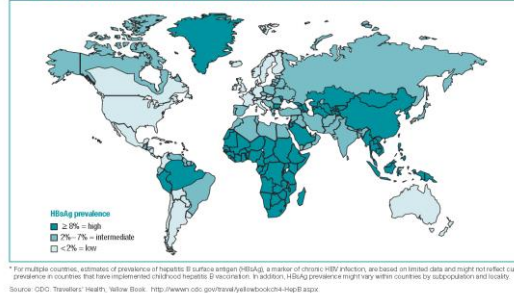 HBsAg prevalence
≥ 8% = high
2%–7% = intermediate
<2% = low
* For multiple countries, estimates of prevalence of hepatitis B surface antigen (HBsAg), a marker of chronic HBV infection, are based on limited data and might not reflect cu
prevalence in countries that have implemented childhood hepatitis B vaccination. In addition, HBsAg prevalence might vary within countries by subpopulation and locality.
Source: CDC. Travellers' Health, Yellow Book. http://wwwn.cdc.gov/travel/yellowbookch4-HepB.aspx